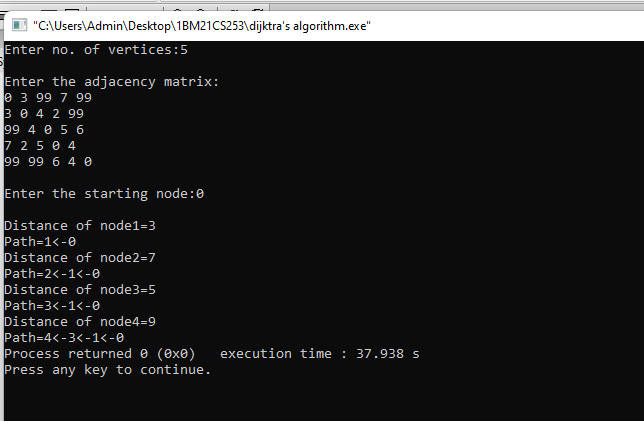 "C:\Users\Admin\Desktop\1BM21CS253\dijktra's algorithm.exe"
Enter no. of vertices:5
Enter the adjacency matrix:
0 3 99 7 99
3 0 4 2 99
99 4 0 5 6
7 2 5 0 4
99 99 6 4 0
Enter the starting node:0
Distance of node1=3
Path=1<-0
Distance of node2=7
Path=2<-1<-0
Distance of node3=5
Path=3<-1<-0
Distance of node4=9
Path=4<-3<-1<-0
Process returned 0 (0x0)   execution time : 37.938 s
Press any key to continue.